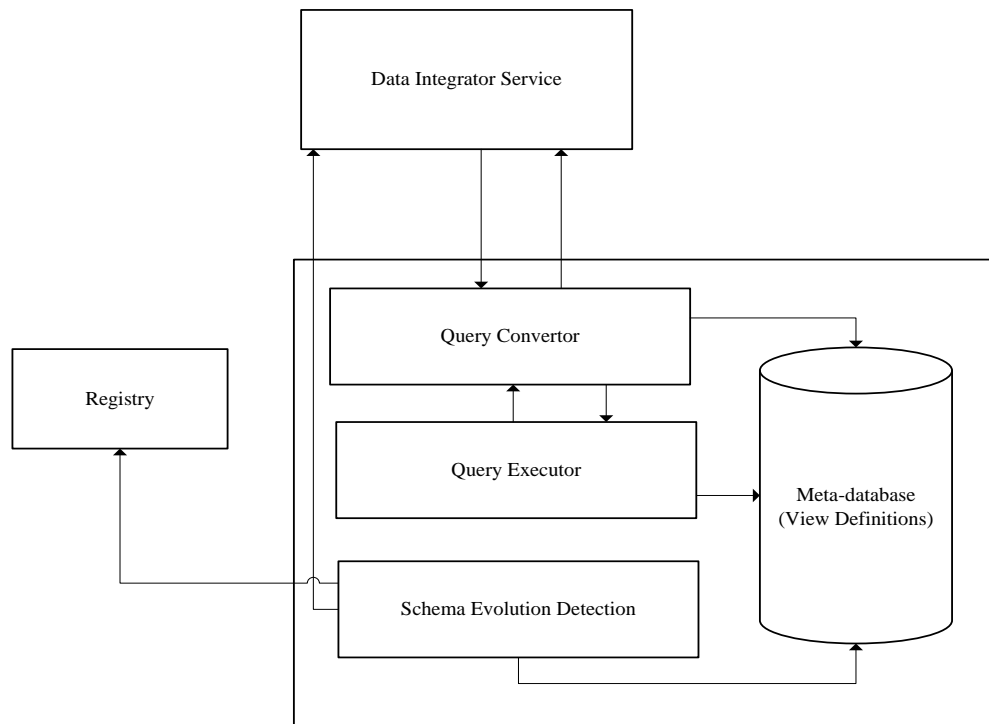 Data Integrator Service
Query Convertor
Registry
Query Executor
Meta-database
(View Definitions)
Schema Evolution Detection